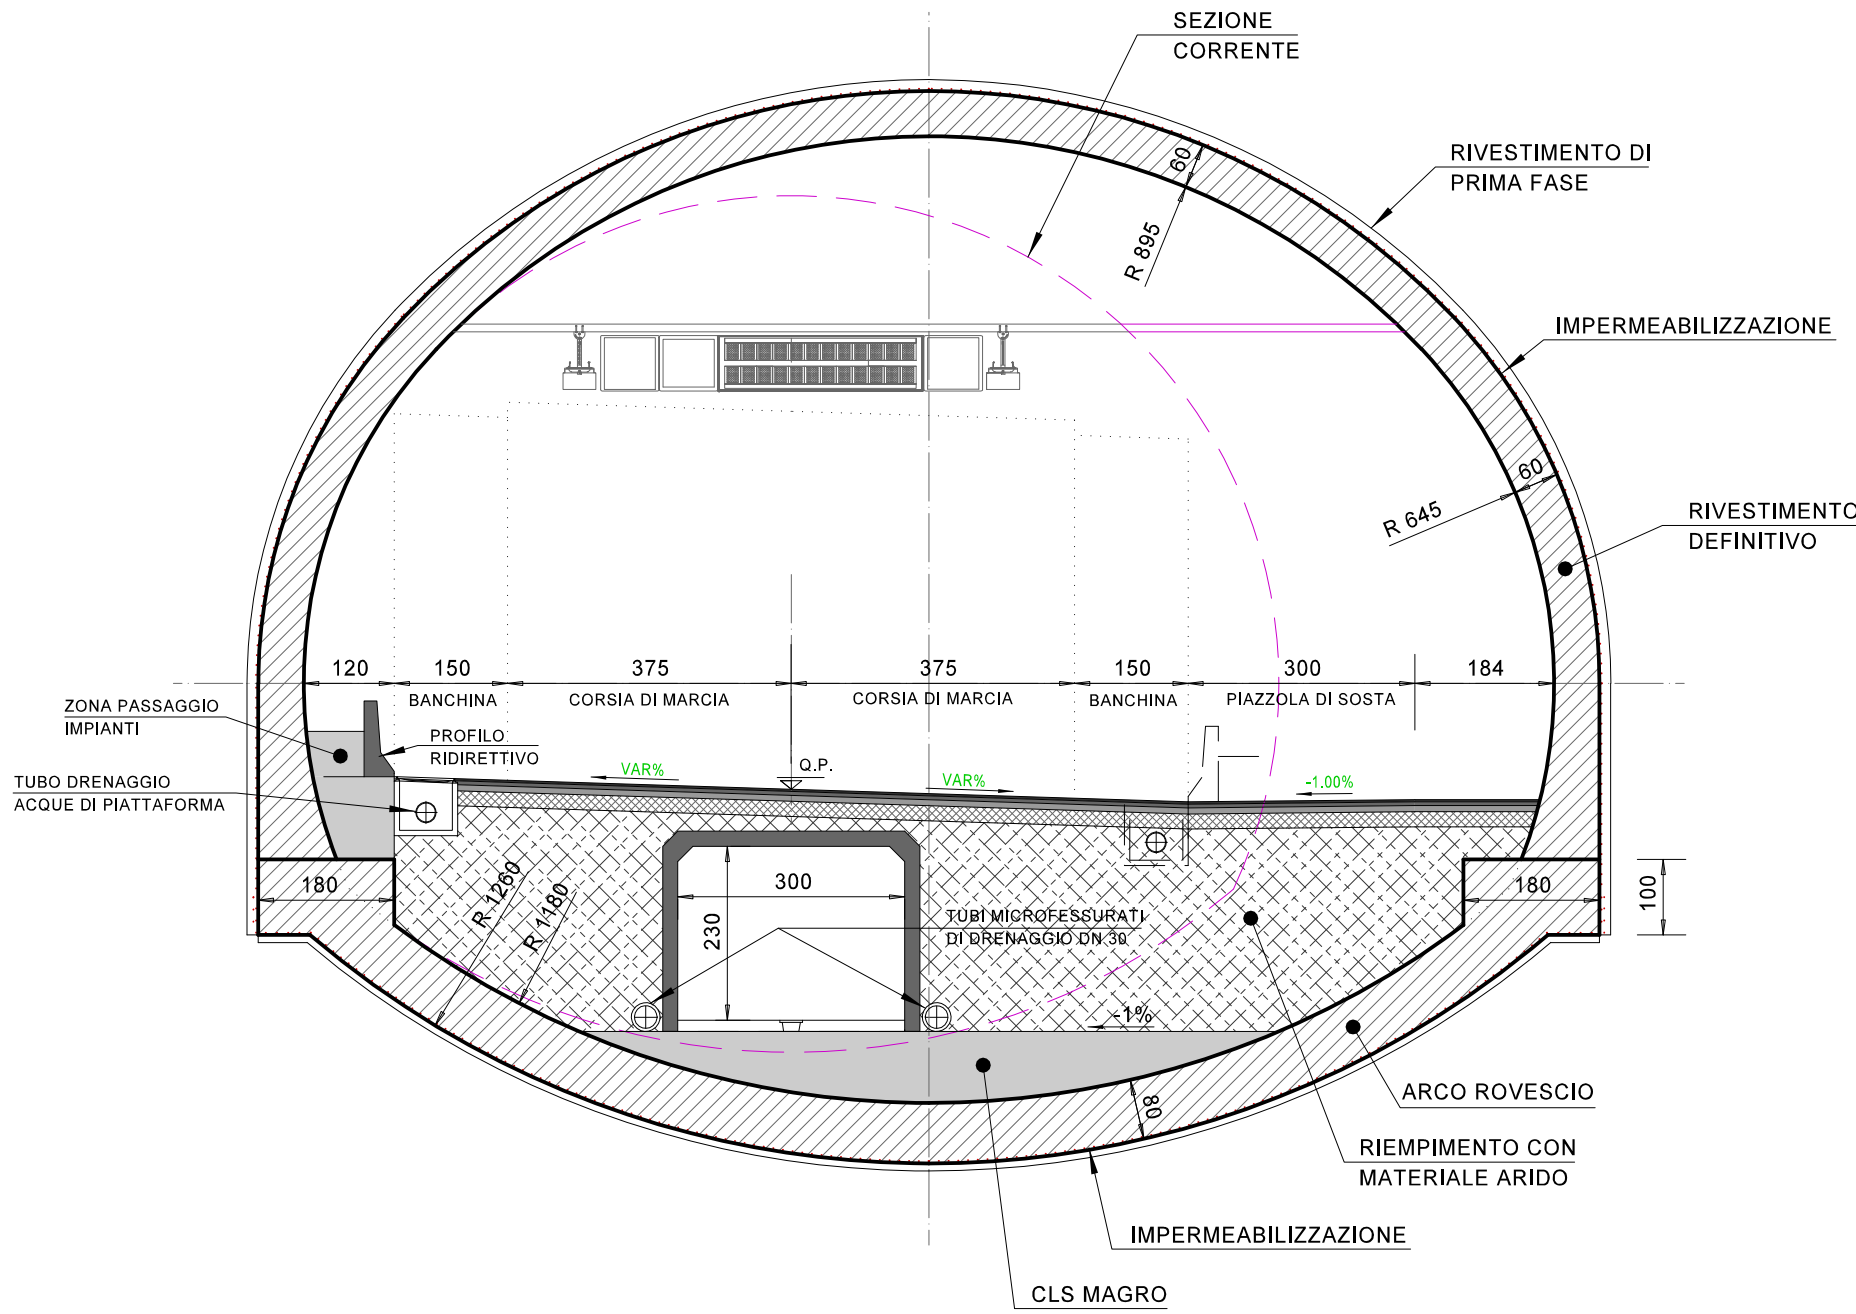 SEZIONE
CORRENTE
RIVESTIMENTO DI
PRIMA FASE
60
R 895
IMPERMEABILIZZAZIONE
60
R 645
RIVESTIMENTO
DEFINITIVO
120
150
375
375
150
300
184
BANCHINA
CORSIA DI MARCIA
CORSIA DI MARCIA
BANCHINA
PIAZZOLA DI SOSTA
ZONA PASSAGGIO
IMPIANTI
PROFILO
RIDIRETTIVO
TUBO DRENAGGIO
ACQUE DI PIATTAFORMA
VAR%
Q.P.
VAR%
-1.00%
180
R 1260
R 1180
300
230
180
100
TUBI MICROFESSURATI
DI DRENAGGIO DN 30
-1%
80
ARCO ROVESCIO
RIEMPIMENTO CON
MATERIALE ARIDO
IMPERMEABILIZZAZIONE
CLS MAGRO